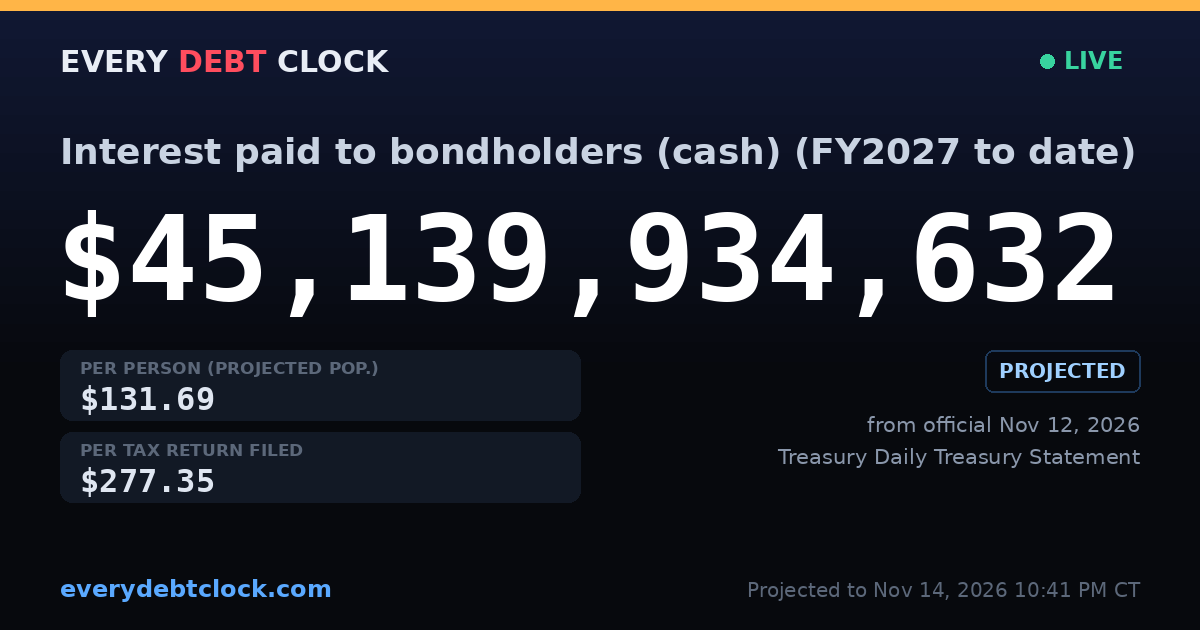 EVERY DEBT CLOCK
LIVE
Interest paid to bondholders (cash) (FY2027 to date)
$45,139,934,632
PER PERSON (PROJECTED POP.)
$131.69
PER TAX RETURN FILED
$277.35
PROJECTED
from official Nov 12, 2026
Treasury Daily Treasury Statement
everydebtclock.com
Projected to Nov 14, 2026 10:41 PM CT